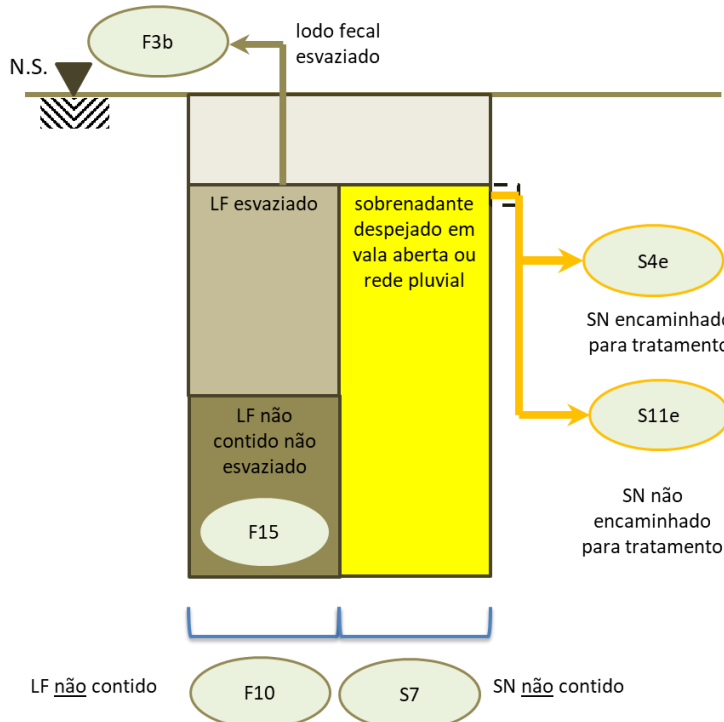 F3b
lodo fecal
esvaziado
N.S.
LF esvaziado
sobrenadante
despejado em
vala aberta ou
rede pluvial
S4e
SN encaminhado
para tratamento
LF não
contido não
esvaziado
F15
S11e
SN não
encaminhado
para tratamento
LF não contido
F10
S7
SN não contido